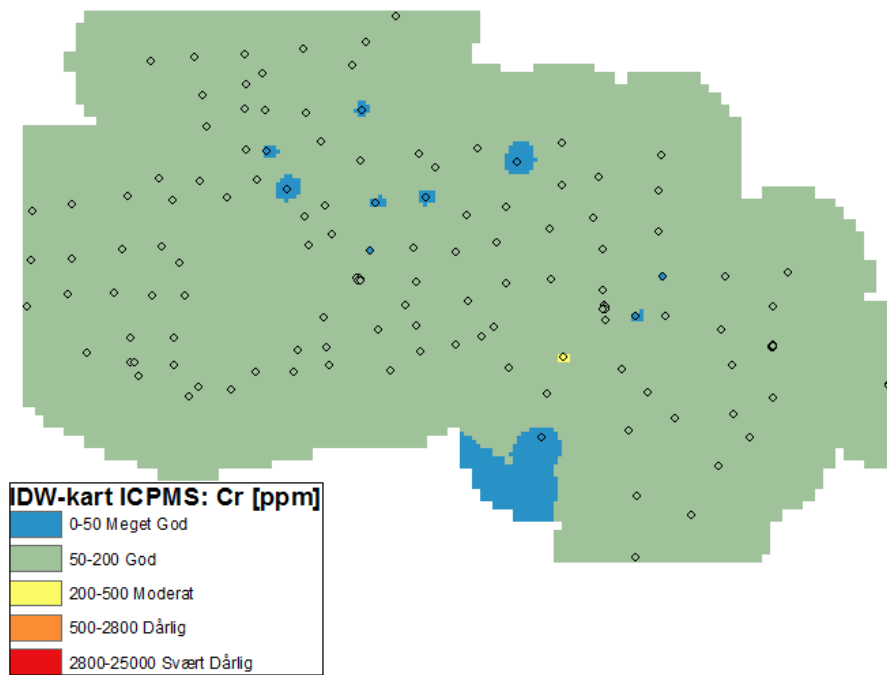 IDW-kart ICPMS: Cr [ppm]
0-50 Meget God
50-200 God
200-500 Moderat
500-2800 Dårlig
2800-25000 Svært Dårlig